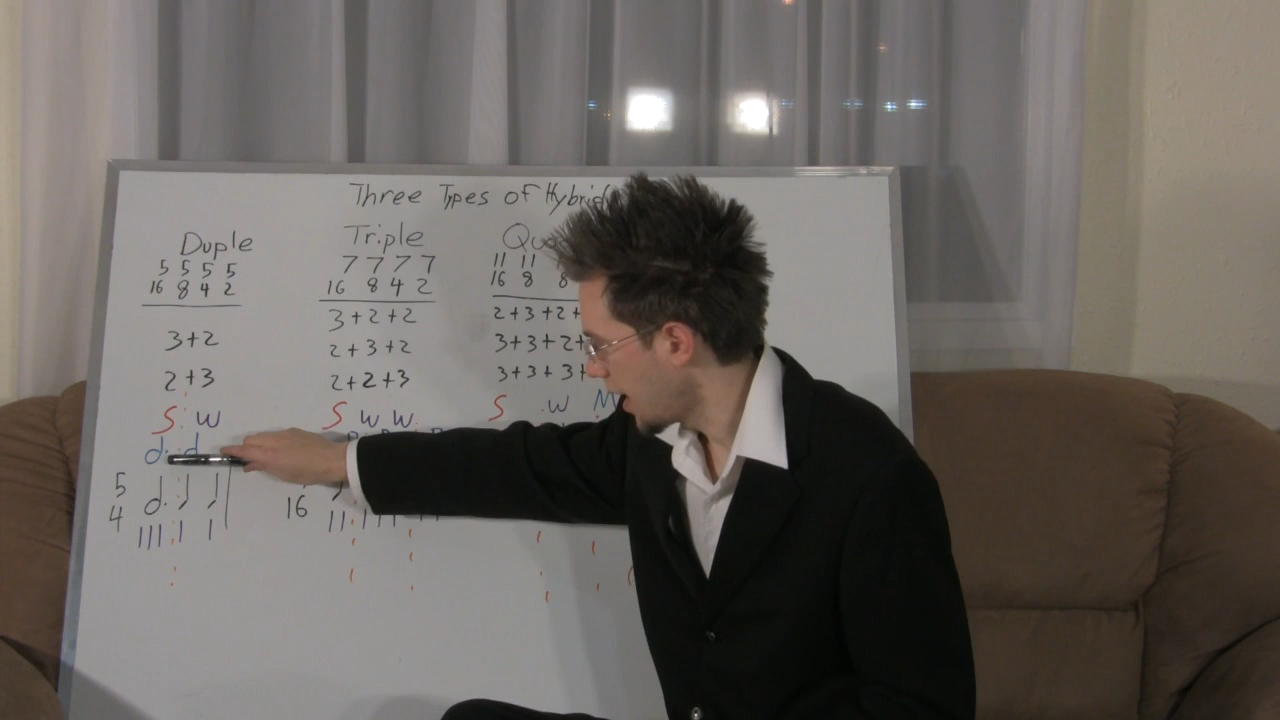 Three Types of Hybrid
Duple
5 5 5 5
16 8 4 2
3+2
2+3
S W
5
4
Triple
7 7 7 7
16 8 4 2
3+2+2
2+3+2
2+2+3
S W W
16
11 11
16 8 8
2+3+2+
3+3+2+
3+3+3+
S W M